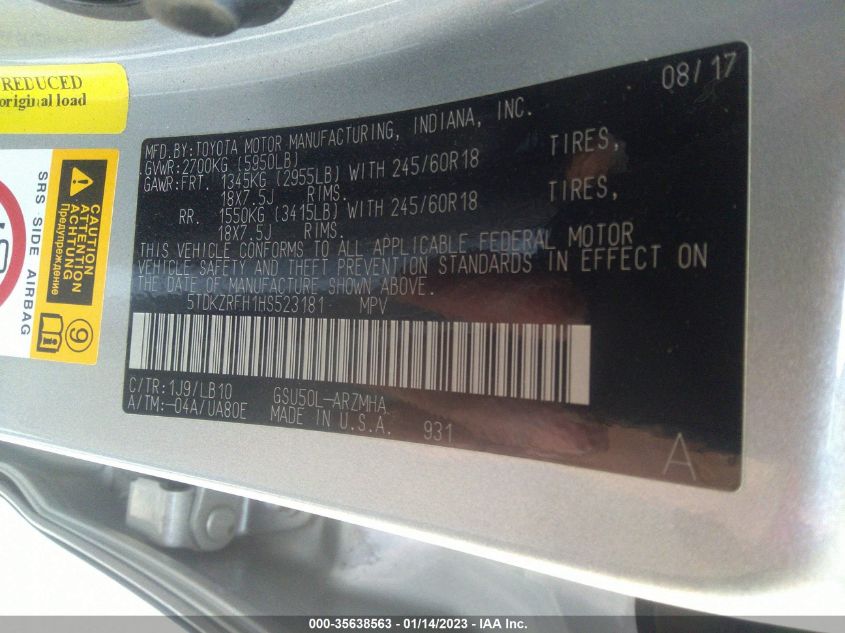 REDUCED
original load
08/17
MFD.BY:TOYOTA MOTOR MANUFACTURING, INDIANA, INC.
GVWR:2700KG (5950LB)
GAWR:FRT. 1345KG (2955LB) WITH 245/60R18 TIRES,
18X7.5J RIMS.
RR. 1550KG (3415LB) WITH 245/60R18 TIRES,
18X7.5J RIMS.
THIS VEHICLE CONFORMS TO ALL APPLICABLE FEDERAL MOTOR
VEHICLE SAFETY AND THEFT PREVENTION STANDARDS IN EFFECT ON
THE DATE OF MANUFACTURE SHOWN ABOVE.
5TDKZRFH1HS523181 MPV
C/TR:1J9/LB10 GSU50L-ARZMHA
A/TM:-04A/UA80E MADE IN U.S.A. 931
A
CAUTION
ATTENTION
ACHTUNG
Предупреждение
SRS SIDE AIRBAG
9
000-35638563 — 01/14/2023 — IAA Inc.